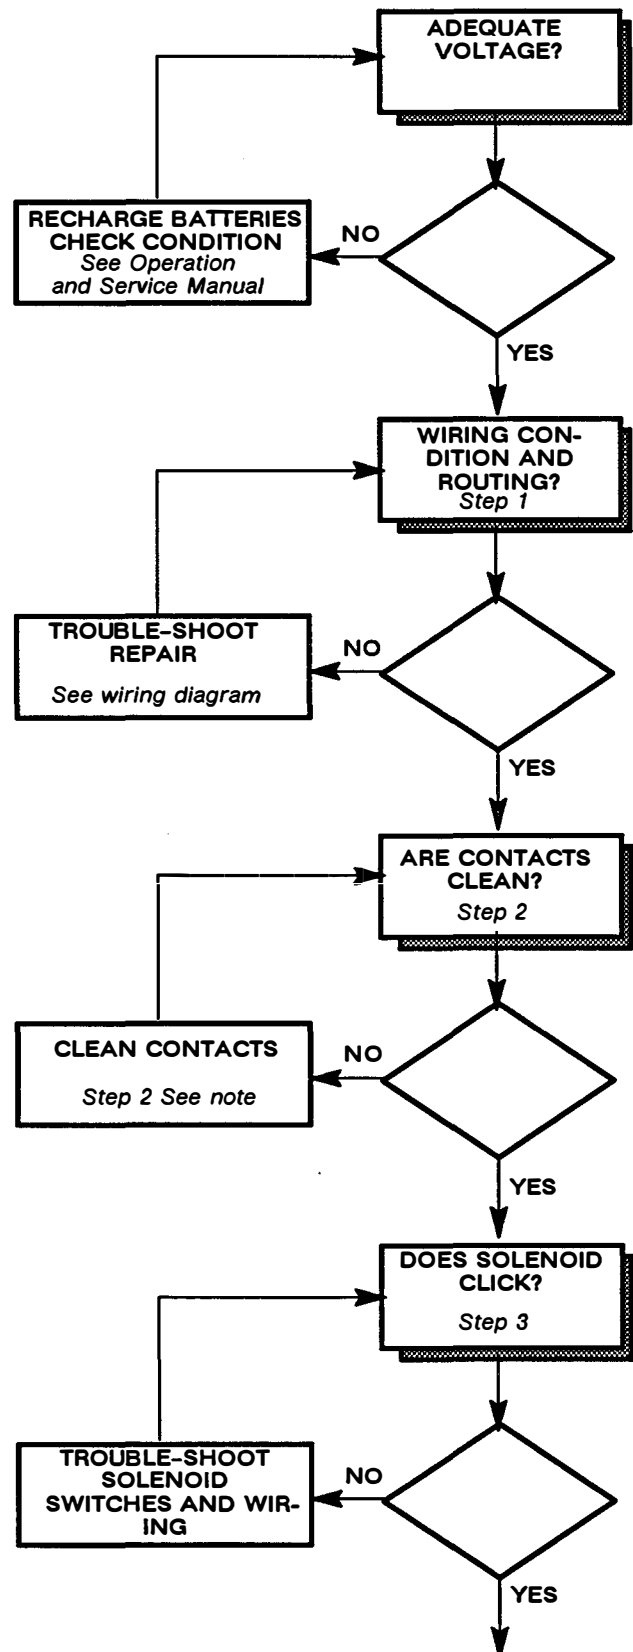 ADEQUATE
VOLTAGE?
RECHARGE BATTERIES
CHECK CONDITION
See Operation
and Service Manual
NO
YES
WIRING CON-
DITION AND
ROUTING?
Step 1
TROUBLE-SHOOT
REPAIR
See wiring diagram
NO
YES
ARE CONTACTS
CLEAN?
Step 2
CLEAN CONTACTS
Step 2 See note
NO
YES
DOES SOLENOID
CLICK?
Step 3
TROUBLE-SHOOT
SOLENOID
SWITCHES AND WIR-
ING
NO
YES